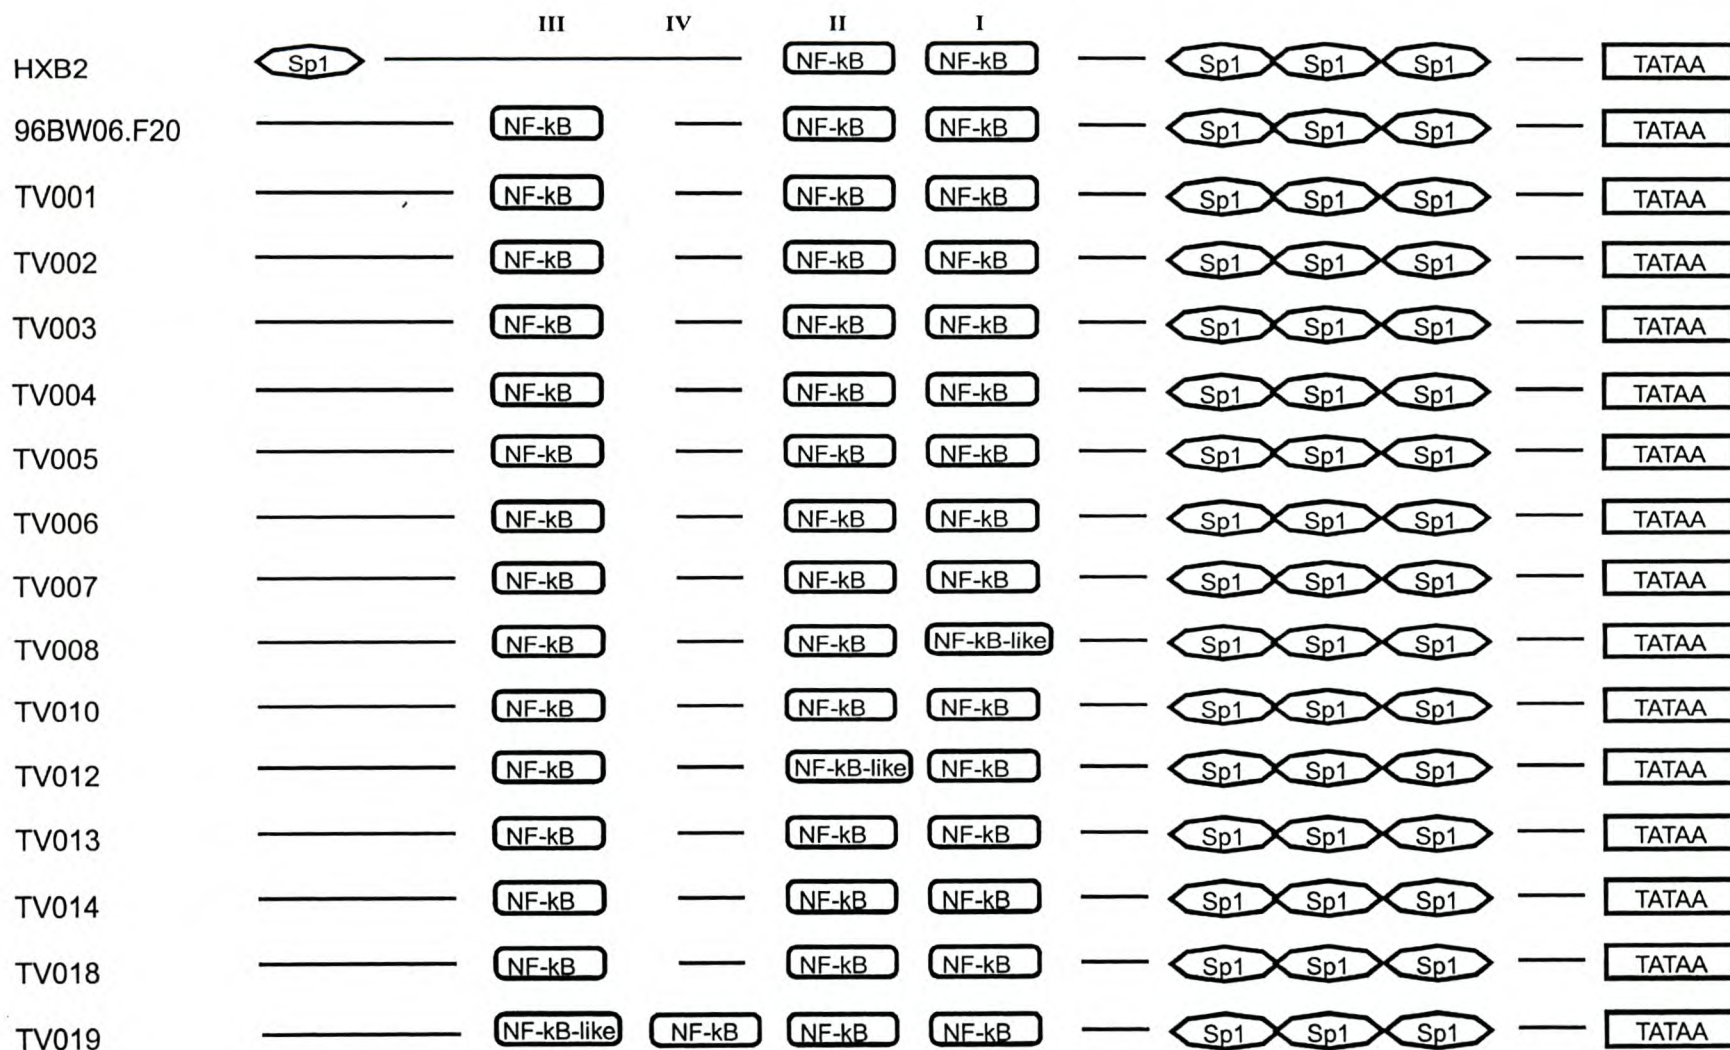 III IV II I
HXB2 Sp1 NF-kB NF-kB Sp1 Sp1 Sp1 TATAA
96BW06.F20 NF-kB NF-kB NF-kB Sp1 Sp1 Sp1 TATAA
TV001 NF-kB NF-kB NF-kB Sp1 Sp1 Sp1 TATAA
TV002 NF-kB NF-kB NF-kB Sp1 Sp1 Sp1 TATAA
TV003 NF-kB NF-kB NF-kB Sp1 Sp1 Sp1 TATAA
TV004 NF-kB NF-kB NF-kB Sp1 Sp1 Sp1 TATAA
TV005 NF-kB NF-kB NF-kB Sp1 Sp1 Sp1 TATAA
TV006 NF-kB NF-kB NF-kB Sp1 Sp1 Sp1 TATAA
TV007 NF-kB NF-kB NF-kB Sp1 Sp1 Sp1 TATAA
TV008 NF-kB NF-kB NF-kB-like Sp1 Sp1 Sp1 TATAA
TV010 NF-kB NF-kB NF-kB Sp1 Sp1 Sp1 TATAA
TV012 NF-kB NF-kB-like NF-kB Sp1 Sp1 Sp1 TATAA
TV013 NF-kB NF-kB NF-kB Sp1 Sp1 Sp1 TATAA
TV014 NF-kB NF-kB NF-kB Sp1 Sp1 Sp1 TATAA
TV018 NF-kB NF-kB NF-kB Sp1 Sp1 Sp1 TATAA
TV019 NF-kB-like NF-kB NF-kB NF-kB Sp1 Sp1 Sp1 TATAA